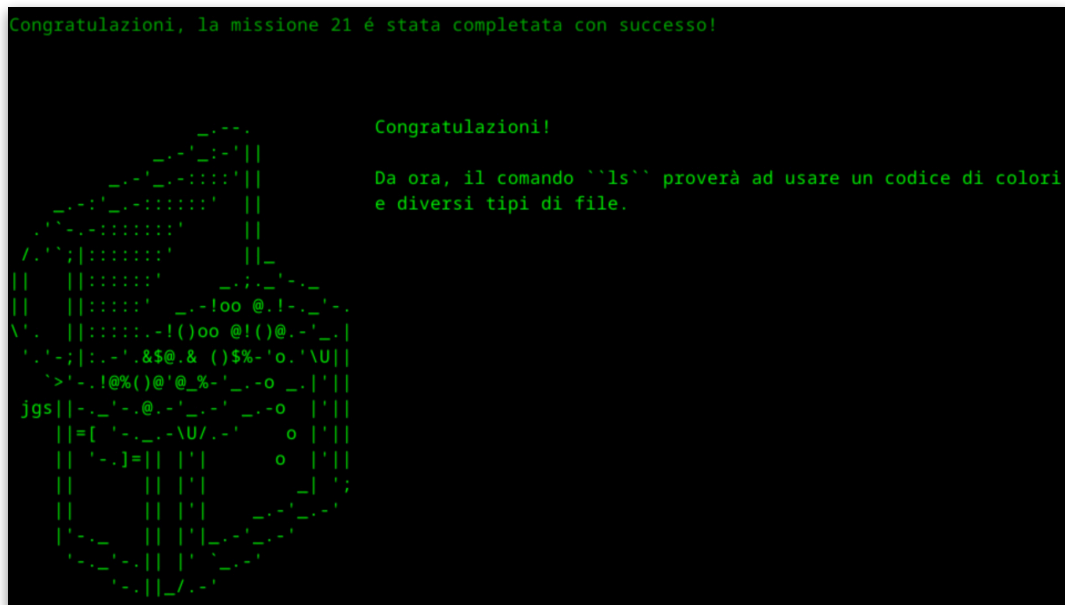 Congratulazioni, la missione 21 é stata completata con successo!
Congratulazioni!
Da ora, il comando ``ls`` proverà ad usare un codice di colori
e diversi tipi di file.
jgs